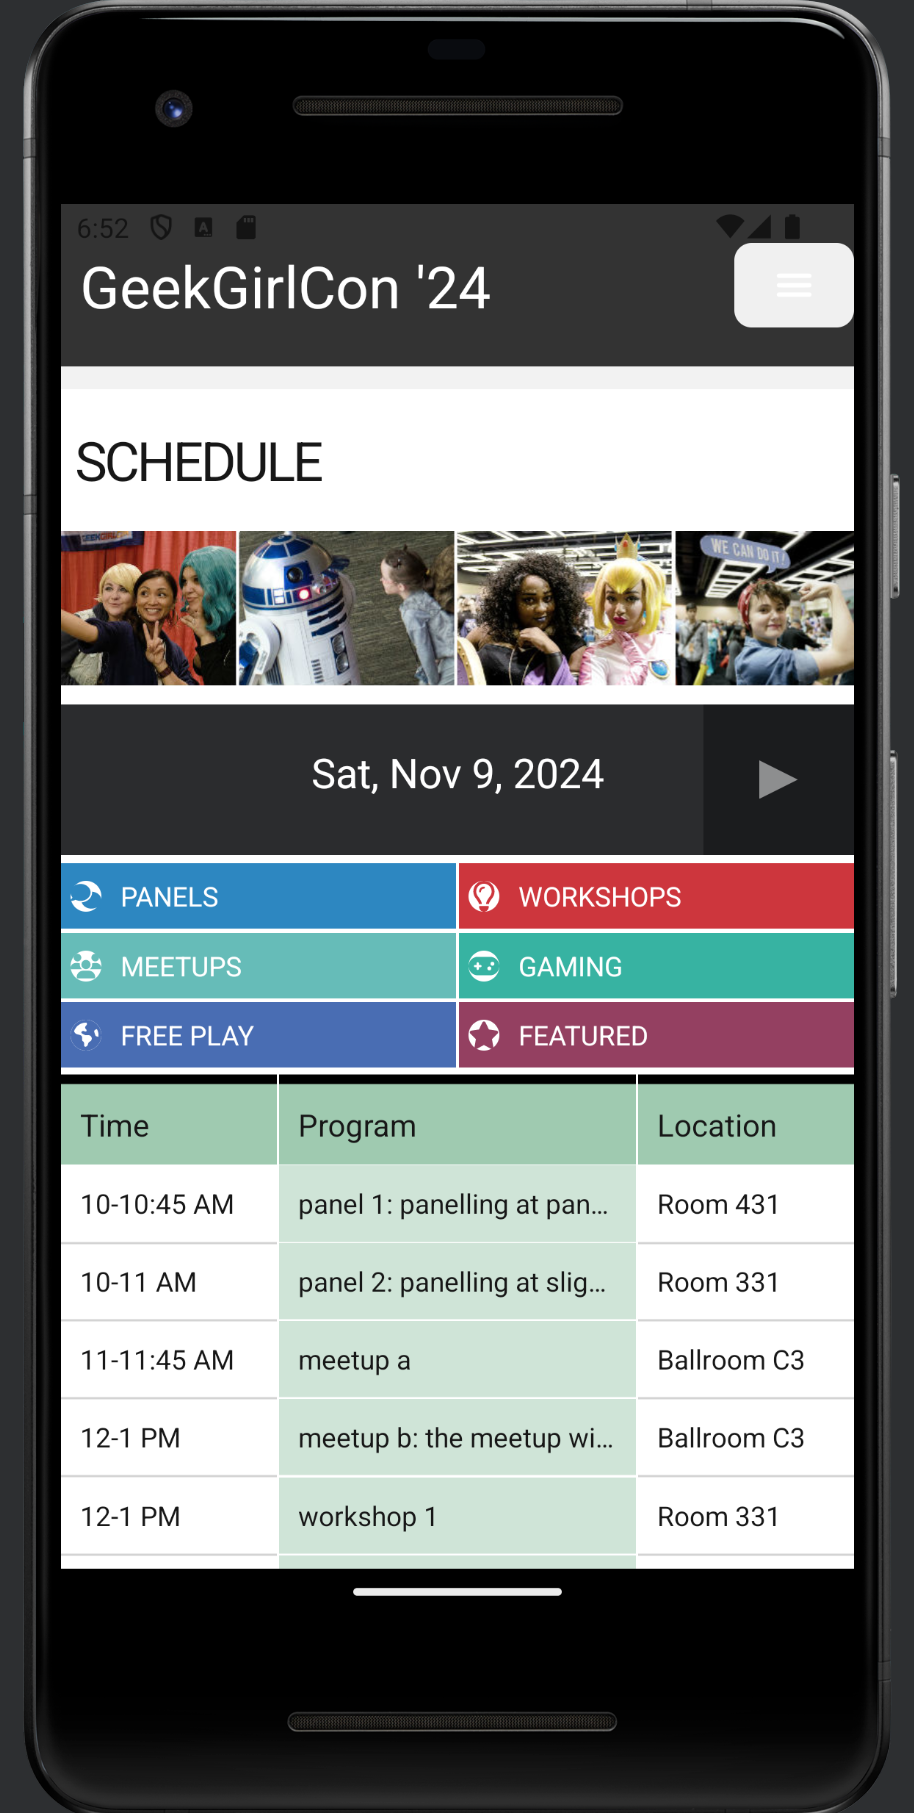 6:52
GeekGirlCon '24
SCHEDULE
WE CAN DO IT!
Sat, Nov 9, 2024
PANELS
WORKSHOPS
MEETUPS
GAMING
FREE PLAY
FEATURED
Time Program Location
10-10:45 AM panel 1: panelling at pan... Room 431
10-11 AM panel 2: panelling at slig... Room 331
11-11:45 AM meetup a Ballroom C3
12-1 PM meetup b: the meetup wi... Ballroom C3
12-1 PM workshop 1 Room 331